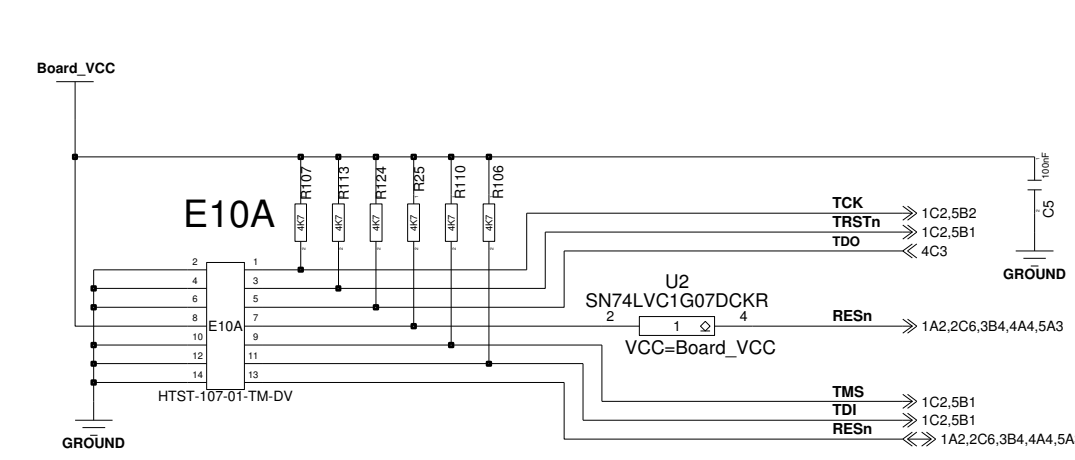 Board_VCC
R107
R113
R124
R25
R110
R106
4K7
4K7
4K7
4K7
4K7
4K7
100nF
C5
GROUND
E10A
TCK
1C2,5B2
TRSTn
1C2,5B1
TDO
4C3
2 1
4 3
6 5
8 7
10 9
12 11
14 13
E10A
HTST-107-01-TM-DV
GROUND
U2
SN74LVC1G07DCKR
2 1 4
VCC=Board_VCC
RESn
1A2,2C6,3B4,4A4,5A3
TMS
1C2,5B1
TDI
1C2,5B1
RESn
1A2,2C6,3B4,4A4,5A